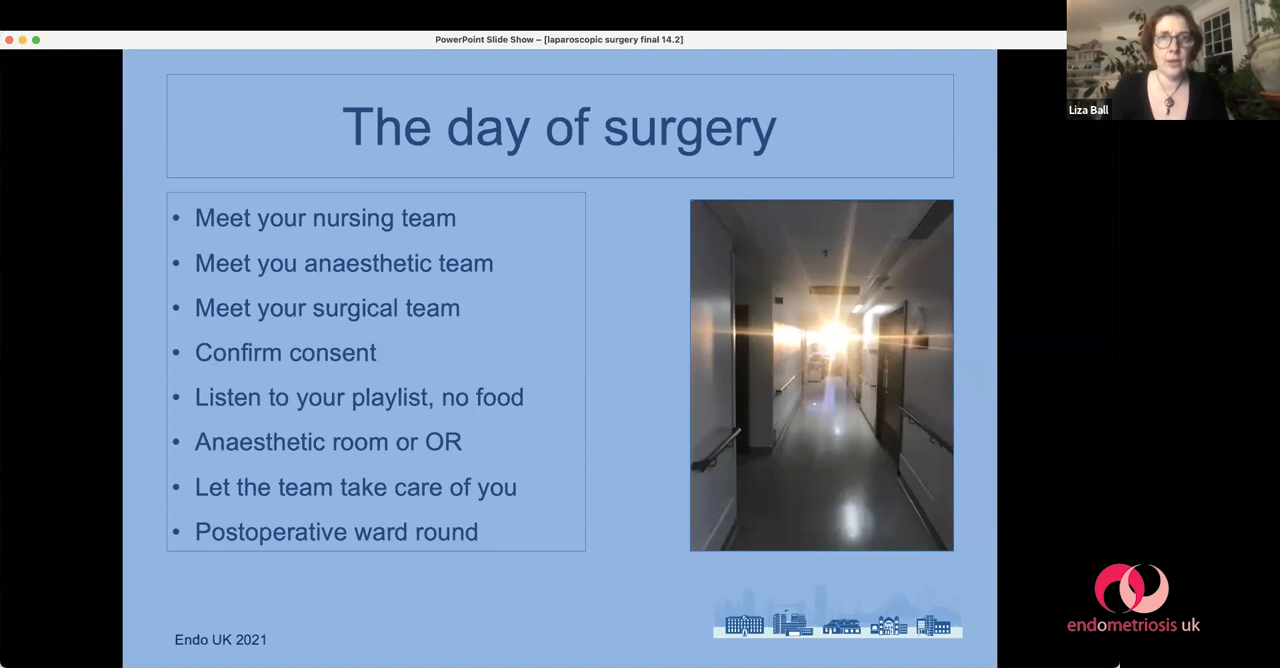 PowerPoint Slide Show – [laparoscopic surgery final 14.2]
Liza Ball
The day of surgery
• Meet your nursing team
• Meet you anaesthetic team
• Meet your surgical team
• Confirm consent
• Listen to your playlist, no food
• Anaesthetic room or OR
• Let the team take care of you
• Postoperative ward round
Endo UK 2021
endometriosis uk